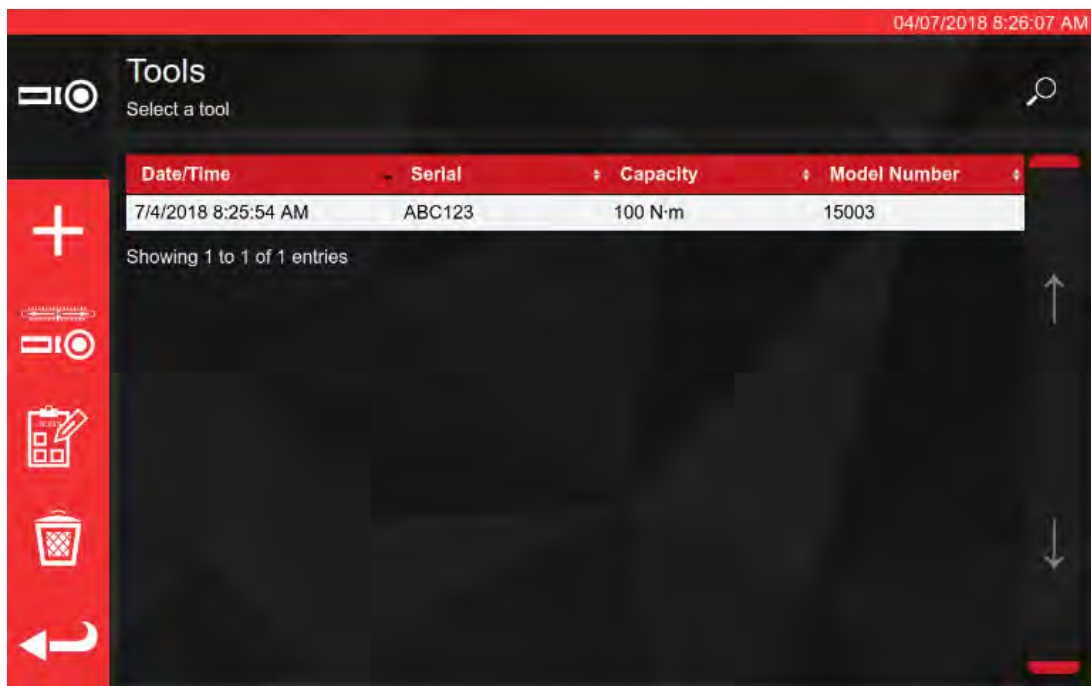 04/07/2018 8:26:07 AM
Tools
Select a tool
Date/Time Serial Capacity Model Number
7/4/2018 8:25:54 AM ABC123 100 N·m 15003
Showing 1 to 1 of 1 entries